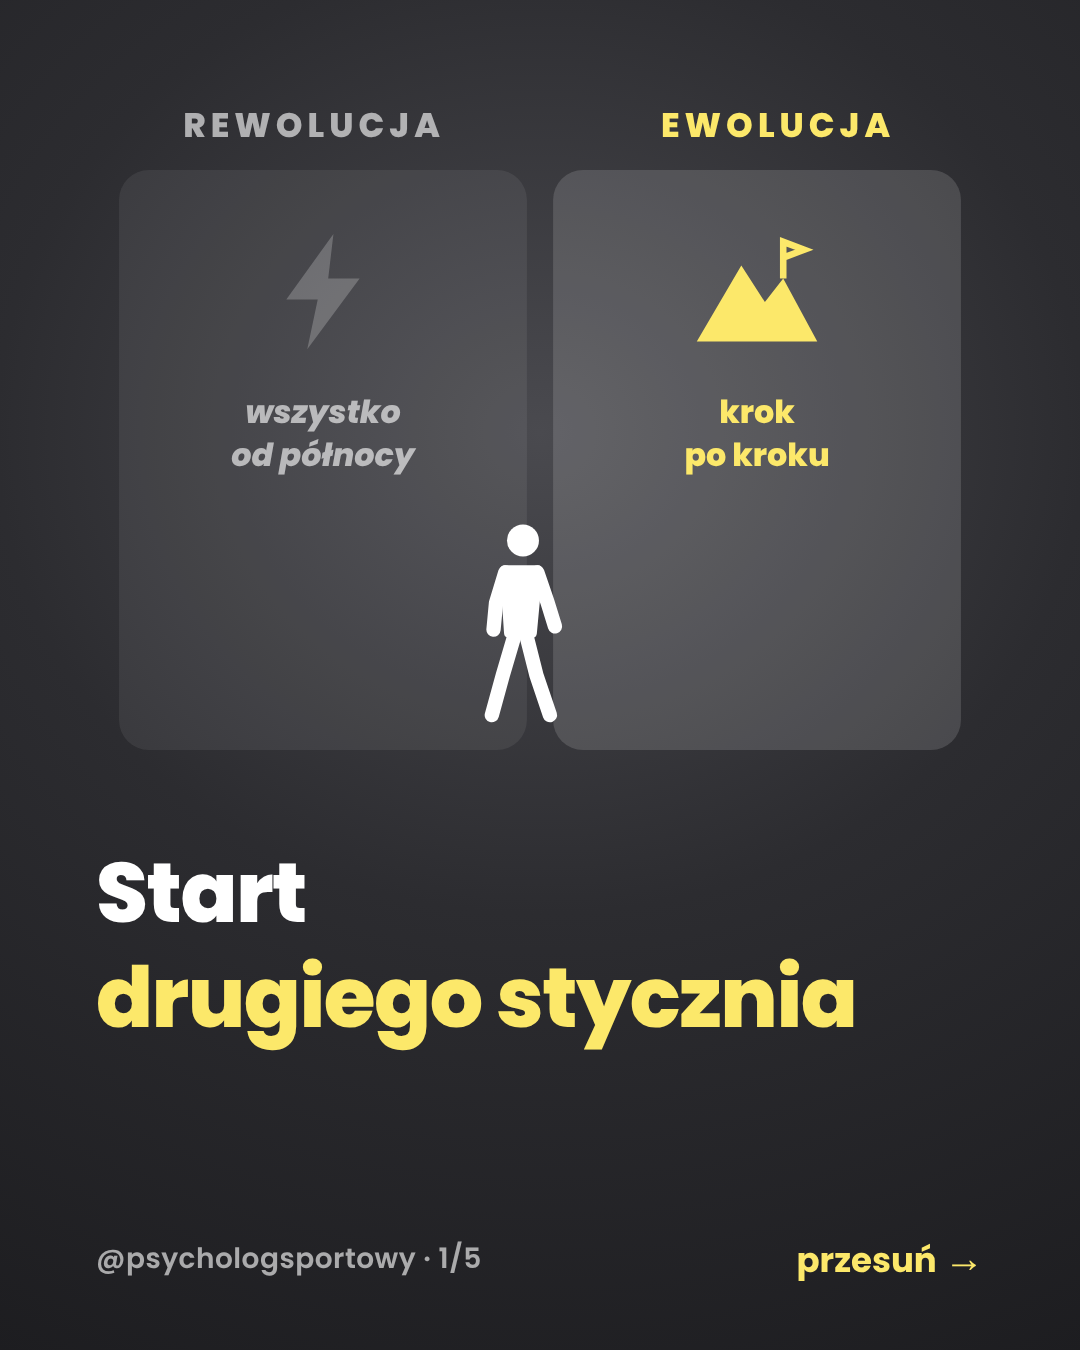 REWOLUCJA
EWOLUCJA
wszystko
od północy
krok
po kroku
Start
drugiego stycznia
@psychologsportowy · 1/5
przesuń →